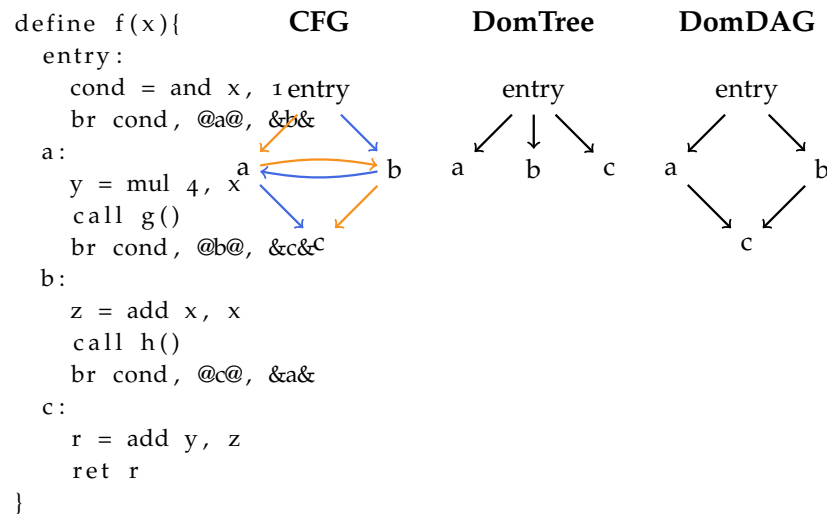 define f(x){
entry:
cond = and x, 1
br cond, @a@, &b&
a:
y = mul 4, x
call g()
br cond, @b@, &c&
b:
z = add x, x
call h()
br cond, @c@, &a&
c:
r = add y, z
ret r
}
CFG
entry
a b
c
DomTree
entry
a b c
DomDAG
entry
a b
c